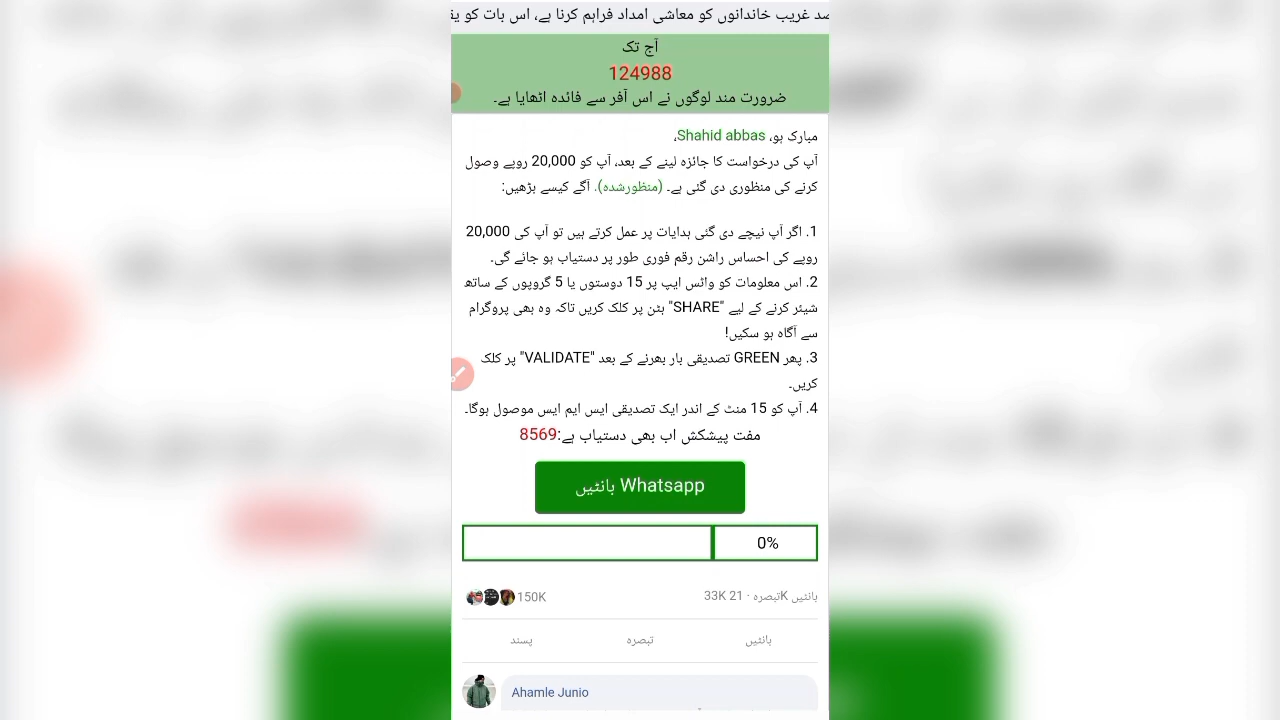 غریب خاندانوں کو معاشی امداد فراہم کرنا ہے، اس بات کو
آج تک
124988
ضرورت مند لوگوں نے اس آفر سے فائدہ اٹھایا ہے۔
مبارک ہو، Shahid abbas،
آپ کی درخواست کا جائزہ لینے کے بعد، آپ کو 20,000 روپے وصول
کرنے کی منظوری دی گئی ہے۔ (منظورشدہ). آگے کیسے بڑھیں:
1. اگر آپ نیچے دی گئی ہدایات پر عمل کرتے ہیں تو آپ کی 20,000
روپے کی احساس راشن رقم فوری طور پر دستیاب ہو جائے گی۔
2. اس معلومات کو واٹس ایپ پر 15 دوستوں یا 5 گروپوں کے ساتھ
شیئر کرنے کے لیے "SHARE" بٹن پر کلک کریں تاکہ وہ بھی پروگرام
سے آگاہ ہو سکیں!
3. پھر GREEN تصدیقی بار بھرنے کے بعد "VALIDATE" پر کلک
کریں۔
4. آپ کو 15 منٹ کے اندر ایک تصدیقی ایس ایم ایس موصول ہوگا۔
مفت پیشکش اب بھی دستیاب ہے:8569
Whatsapp بانٹیں
0%
150K
33K تبصرہ · 21K بانٹیں
پسند
تبصرہ
بانٹیں
Ahamle Junio